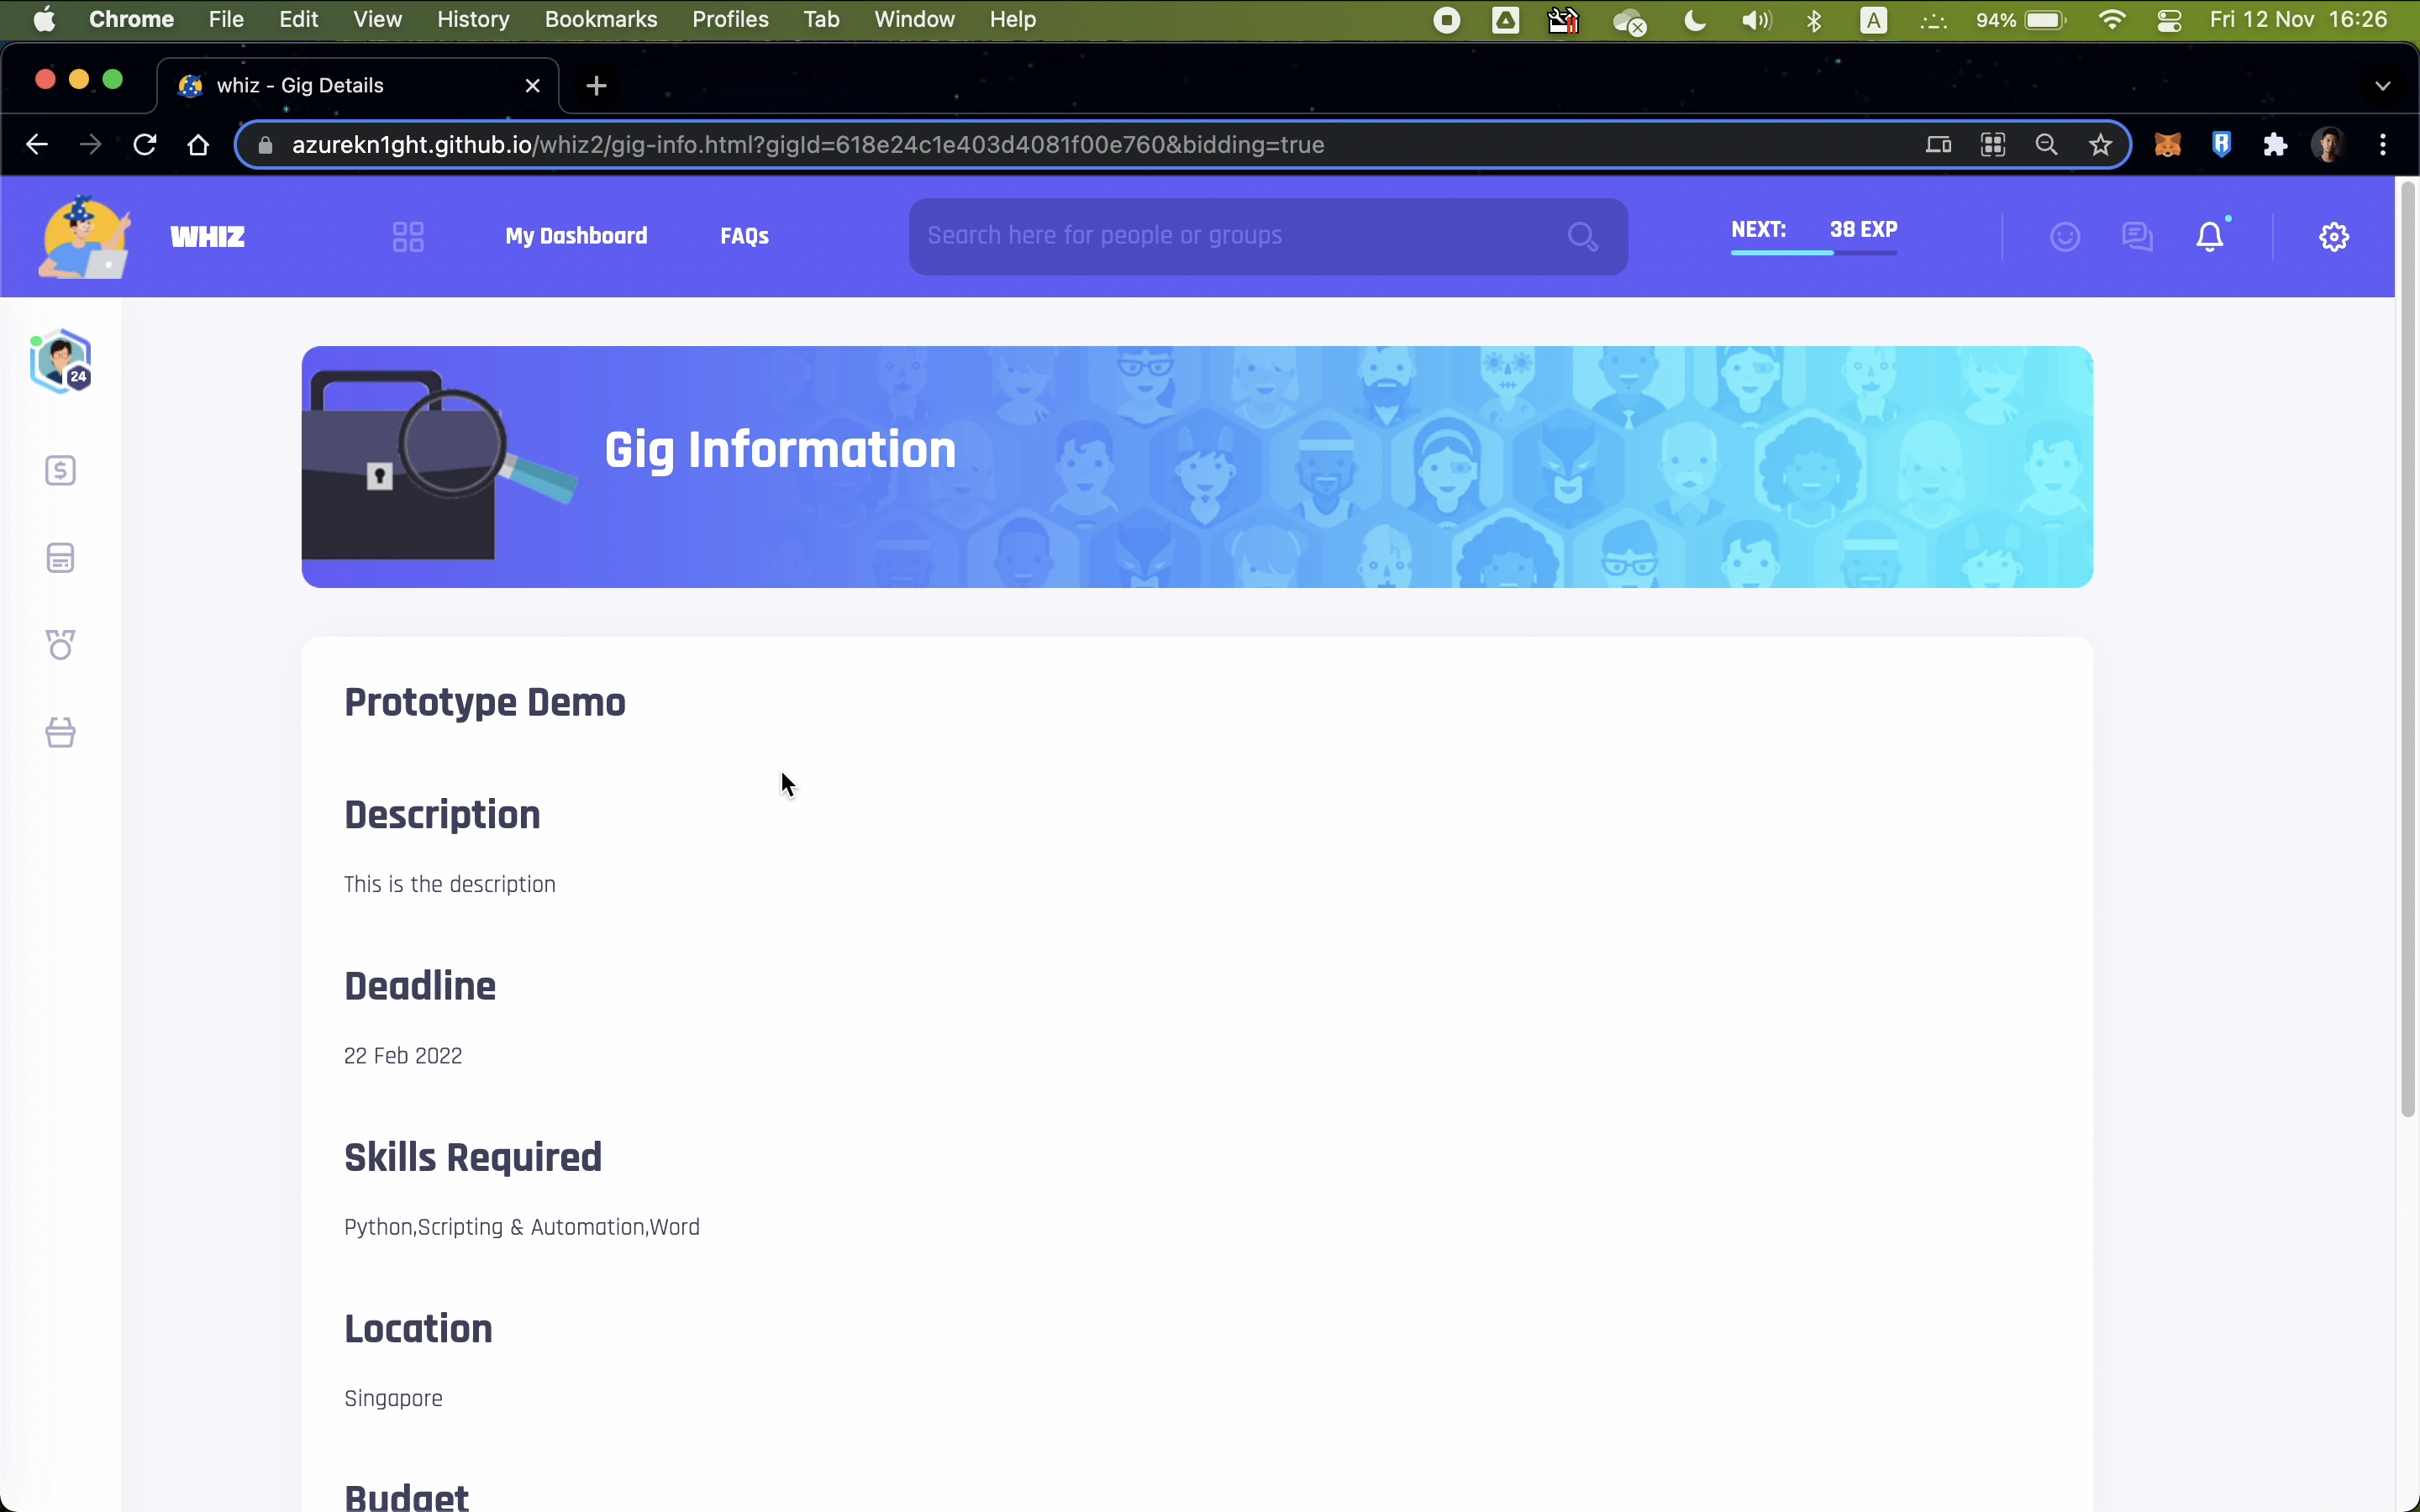 Chrome File Edit View History Bookmarks Profiles Tab Window Help A 94% Fri 12 Nov 16:26
whiz - Gig Details
azurekn1ght.github.io/whiz2/gig-info.html?gigId=618e24c1e403d4081f00e760&bidding=true
WHIZ My Dashboard FAQs Search here for people or groups NEXT: 38 EXP
24
Gig Information
Prototype Demo
Description
This is the description
Deadline
22 Feb 2022
Skills Required
Python,Scripting & Automation,Word
Location
Singapore
Budget